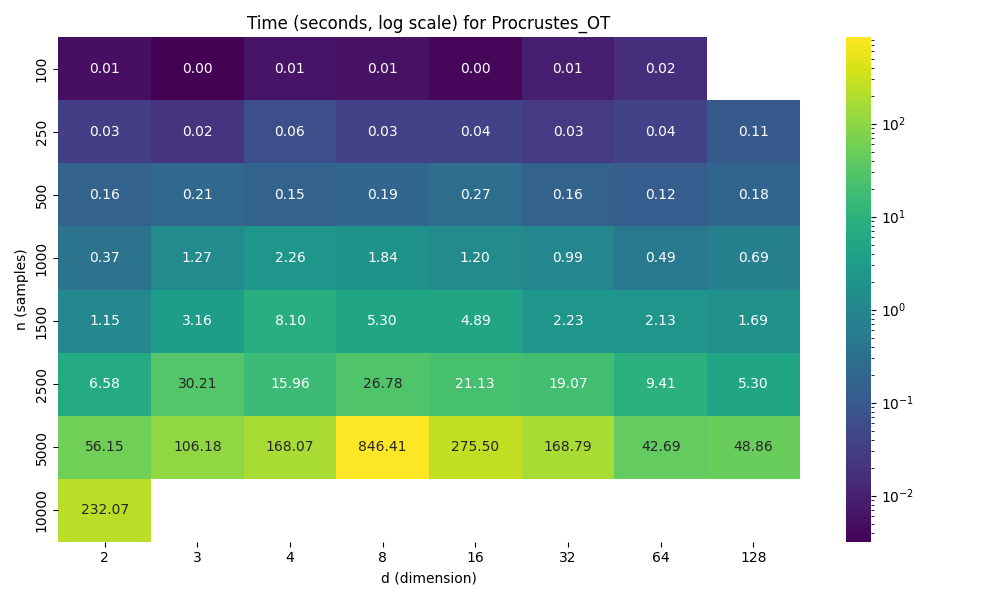 Time (seconds, log scale) for Procrustes_OT
100 0.01 0.00 0.01 0.01 0.00 0.01 0.02
250 0.03 0.02 0.06 0.03 0.04 0.03 0.04 0.11
500 0.16 0.21 0.15 0.19 0.27 0.16 0.12 0.18
1000 0.37 1.27 2.26 1.84 1.20 0.99 0.49 0.69
1500 1.15 3.16 8.10 5.30 4.89 2.23 2.13 1.69
2500 6.58 30.21 15.96 26.78 21.13 19.07 9.41 5.30
5000 56.15 106.18 168.07 846.41 275.50 168.79 42.69 48.86
10000 232.07
n (samples)
2 3 4 8 16 32 64 128
d (dimension)
10²
10¹
10⁰
10⁻¹
10⁻²